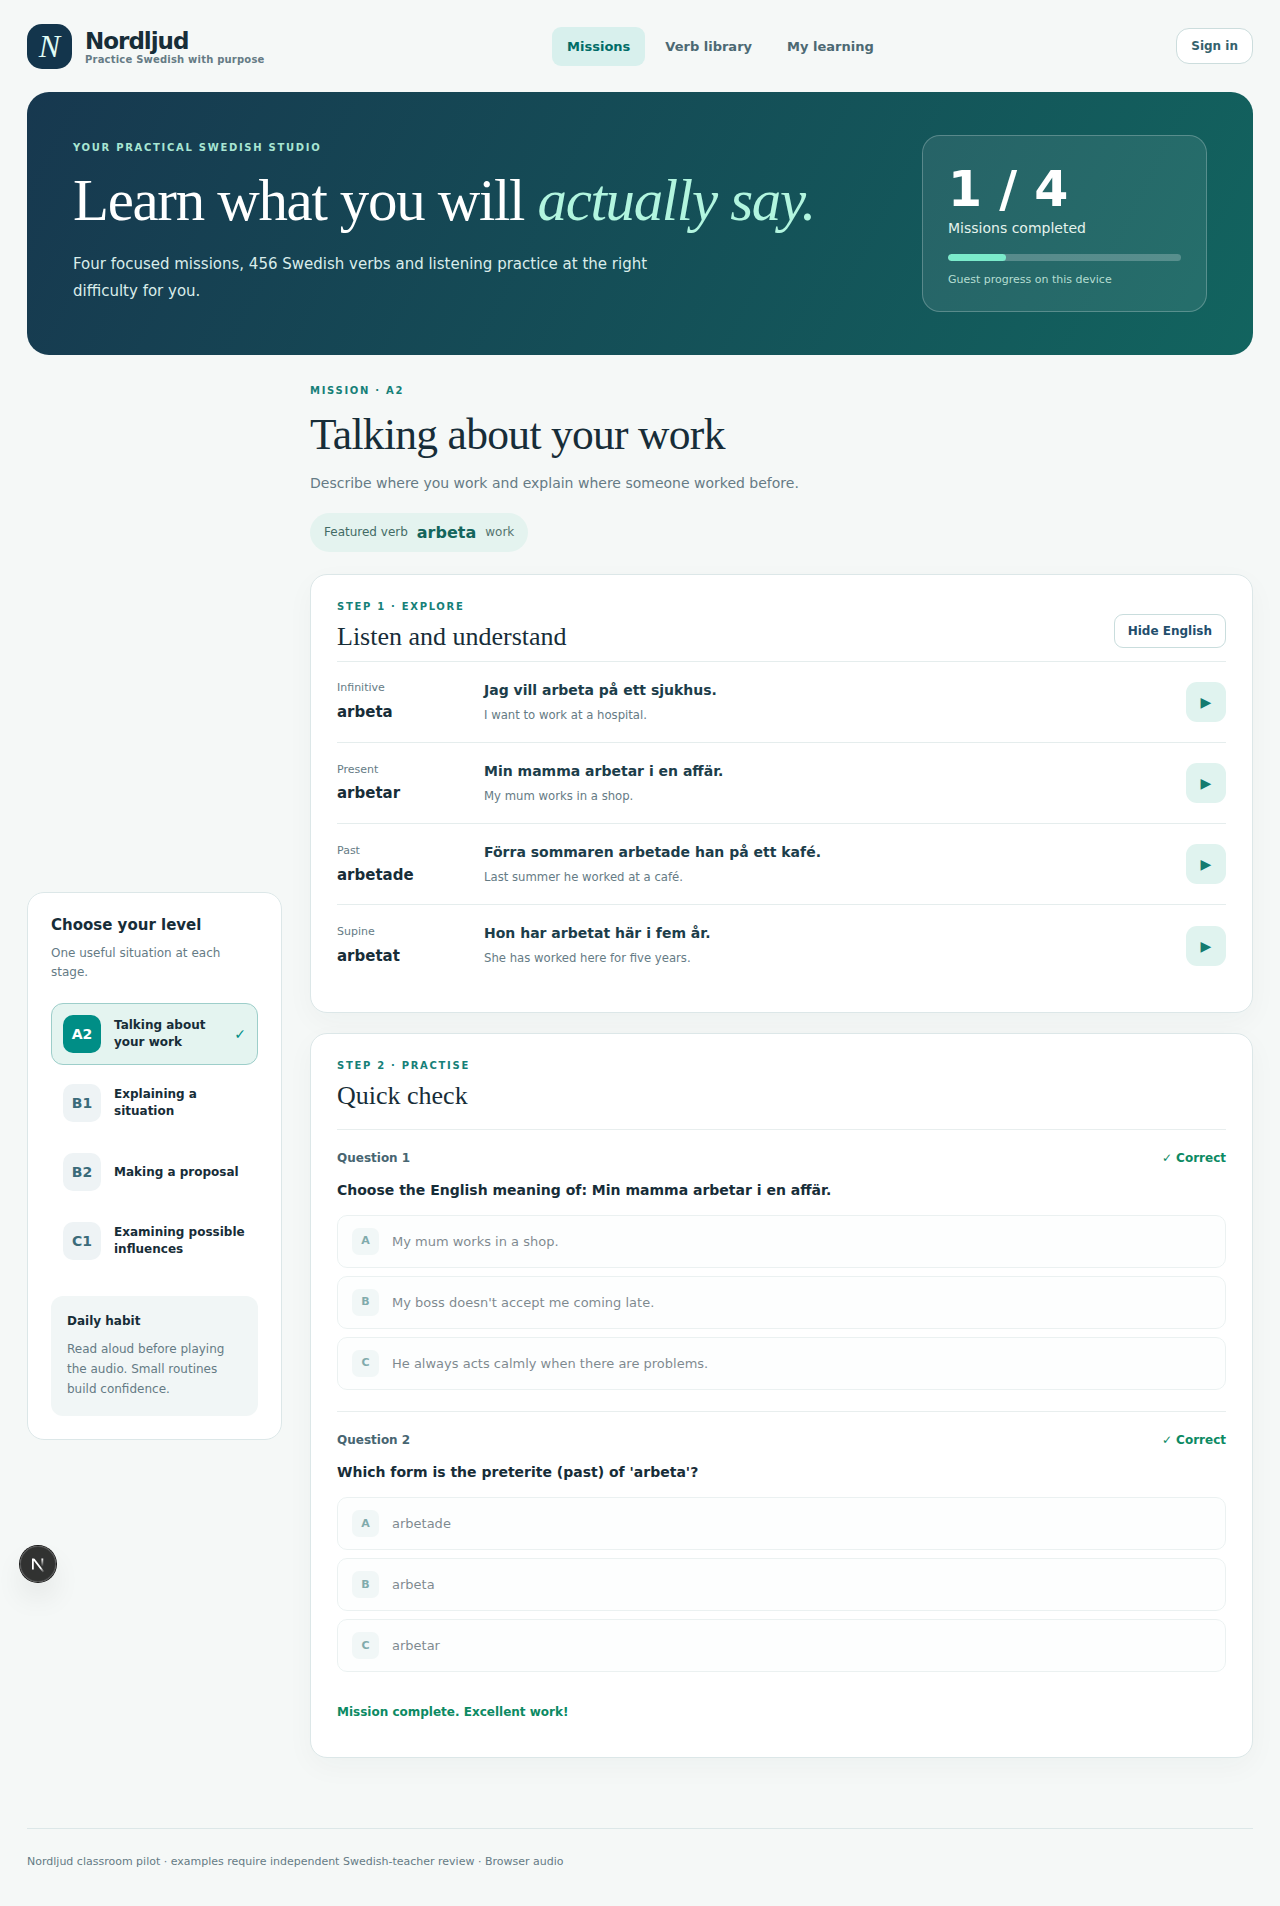 N
Nordljud
Practice Swedish with purpose
Missions
Verb library
My learning
Sign in
YOUR PRACTICAL SWEDISH STUDIO
Learn what you will actually say.
Four focused missions, 456 Swedish verbs and listening practice at the right
difficulty for you.
1 / 4
Missions completed
Guest progress on this device
MISSION · A2
Talking about your work
Describe where you work and explain where someone worked before.
Featured verb arbeta work
STEP 1 · EXPLORE
Listen and understand
Hide English
Infinitive
arbeta
Jag vill arbeta på ett sjukhus.
I want to work at a hospital.
Present
arbetar
Min mamma arbetar i en affär.
My mum works in a shop.
Past
arbetade
Förra sommaren arbetade han på ett kafé.
Last summer he worked at a café.
Supine
arbetat
Hon har arbetat här i fem år.
She has worked here for five years.
Choose your level
One useful situation at each
stage.
A2
Talking about
your work
✓
B1
Explaining a
situation
B2
Making a proposal
C1
Examining possible
influences
Daily habit
Read aloud before playing
the audio. Small routines
build confidence.
STEP 2 · PRACTISE
Quick check
Question 1
✓ Correct
Choose the English meaning of: Min mamma arbetar i en affär.
A My mum works in a shop.
B My boss doesn't accept me coming late.
C He always acts calmly when there are problems.
Question 2
✓ Correct
Which form is the preterite (past) of 'arbeta'?
A arbetade
B arbeta
C arbetar
Mission complete. Excellent work!
N
Nordljud classroom pilot · examples require independent Swedish-teacher review · Browser audio